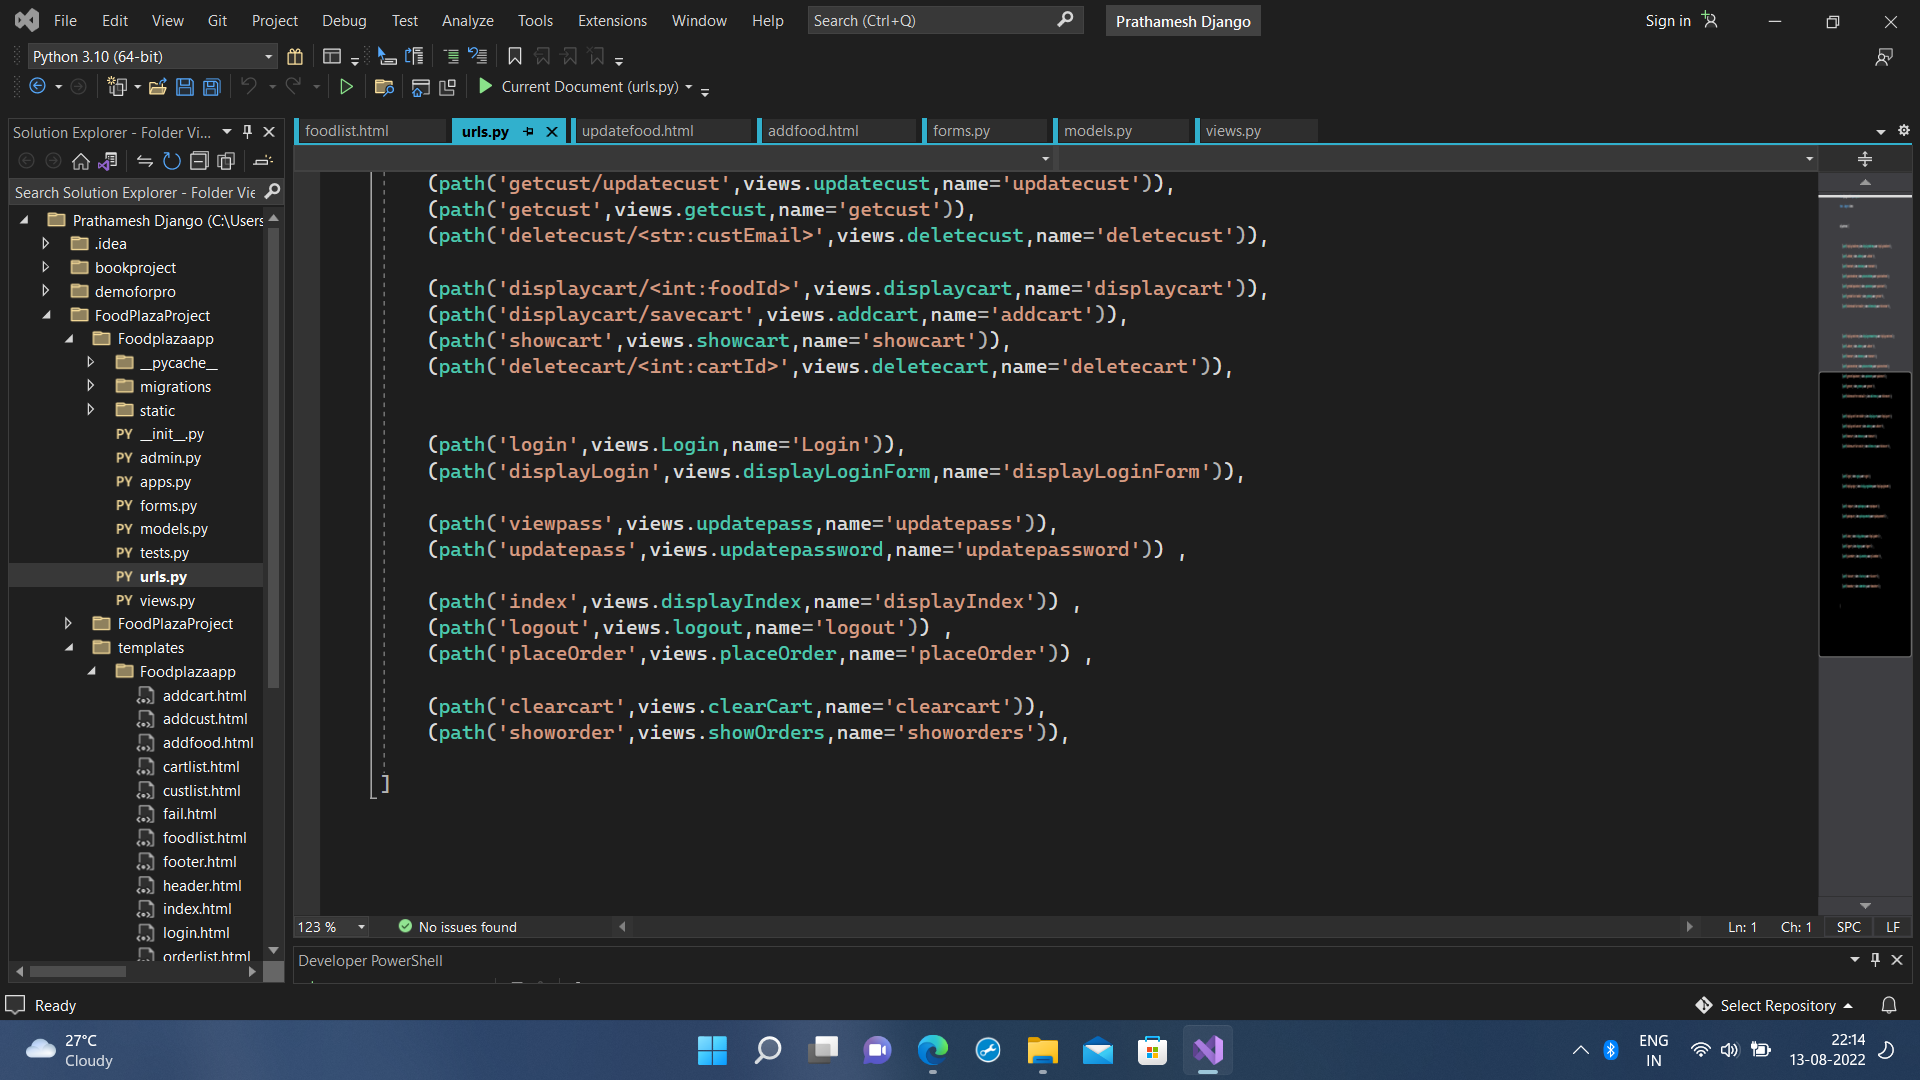 File Edit View Git Project Debug Test Analyze Tools Extensions Window Help Search (Ctrl+Q) Prathamesh Django Sign in
Python 3.10 (64-bit)
Current Document (urls.py)
Solution Explorer - Folder Vi...
foodlist.html urls.py updatefood.html addfood.html forms.py models.py views.py
Search Solution Explorer - Folder Vie
Prathamesh Django (C:\Users
.idea
bookproject
demoforpro
FoodPlazaProject
Foodplazaapp
__pycache__
migrations
static
PY __init__.py
PY admin.py
PY apps.py
PY forms.py
PY models.py
PY tests.py
PY urls.py
PY views.py
FoodPlazaProject
templates
Foodplazaapp
addcart.html
addcust.html
addfood.html
cartlist.html
custlist.html
fail.html
foodlist.html
footer.html
header.html
index.html
login.html
orderlist.html
(path('getcust/updatecust',views.updatecust,name='updatecust')),
(path('getcust',views.getcust,name='getcust')),
(path('deletecust/<str:custEmail>',views.deletecust,name='deletecust')),
(path('displaycart/<int:foodId>',views.displaycart,name='displaycart')),
(path('displaycart/savecart',views.addcart,name='addcart')),
(path('showcart',views.showcart,name='showcart')),
(path('deletecart/<int:cartId>',views.deletecart,name='deletecart')),
(path('login',views.Login,name='Login')),
(path('displayLogin',views.displayLoginForm,name='displayLoginForm')),
(path('viewpass',views.updatepass,name='updatepass')),
(path('updatepass',views.updatepassword,name='updatepassword')) ,
(path('index',views.displayIndex,name='displayIndex')) ,
(path('logout',views.logout,name='logout')) ,
(path('placeOrder',views.placeOrder,name='placeOrder')) ,
(path('clearcart',views.clearCart,name='clearcart')),
(path('showorder',views.showOrders,name='showorders')),
]
123 % No issues found Ln: 1 Ch: 1 SPC LF
Developer PowerShell
Ready Select Repository
27°C
Cloudy
ENG
IN
22:14
13-08-2022